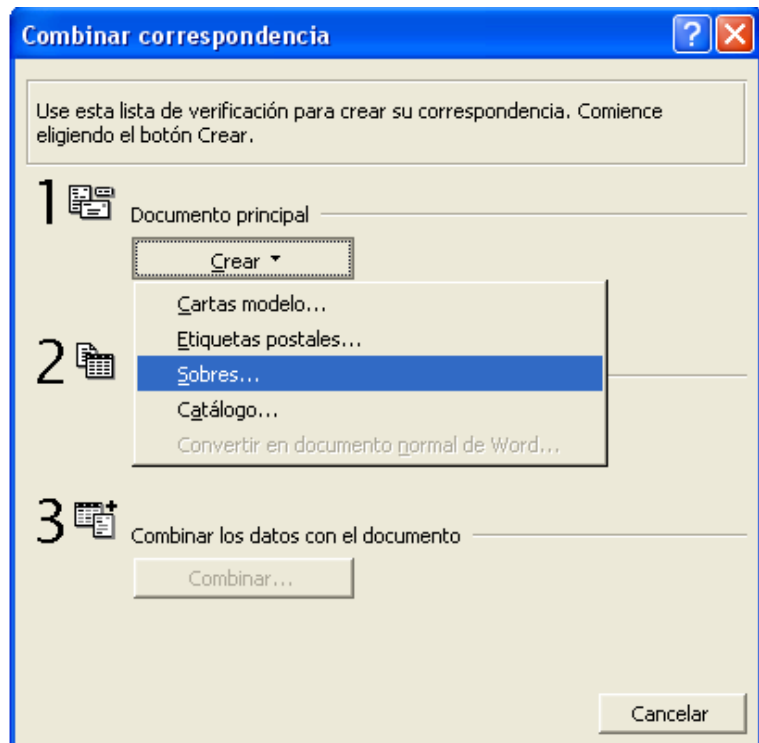 Combinar correspondencia
Use esta lista de verificación para crear su correspondencia. Comience
eligiendo el botón Crear.
1
Documento principal
Crear
Cartas modelo...
Etiquetas postales...
2
Sobres...
Catálogo...
Convertir en documento normal de Word...
3
Combinar los datos con el documento
Combinar...
Cancelar